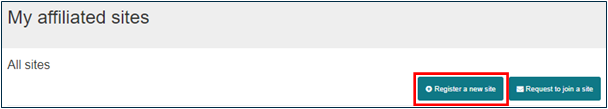 My affiliated sites
All sites
Register a new site
Request to join a site